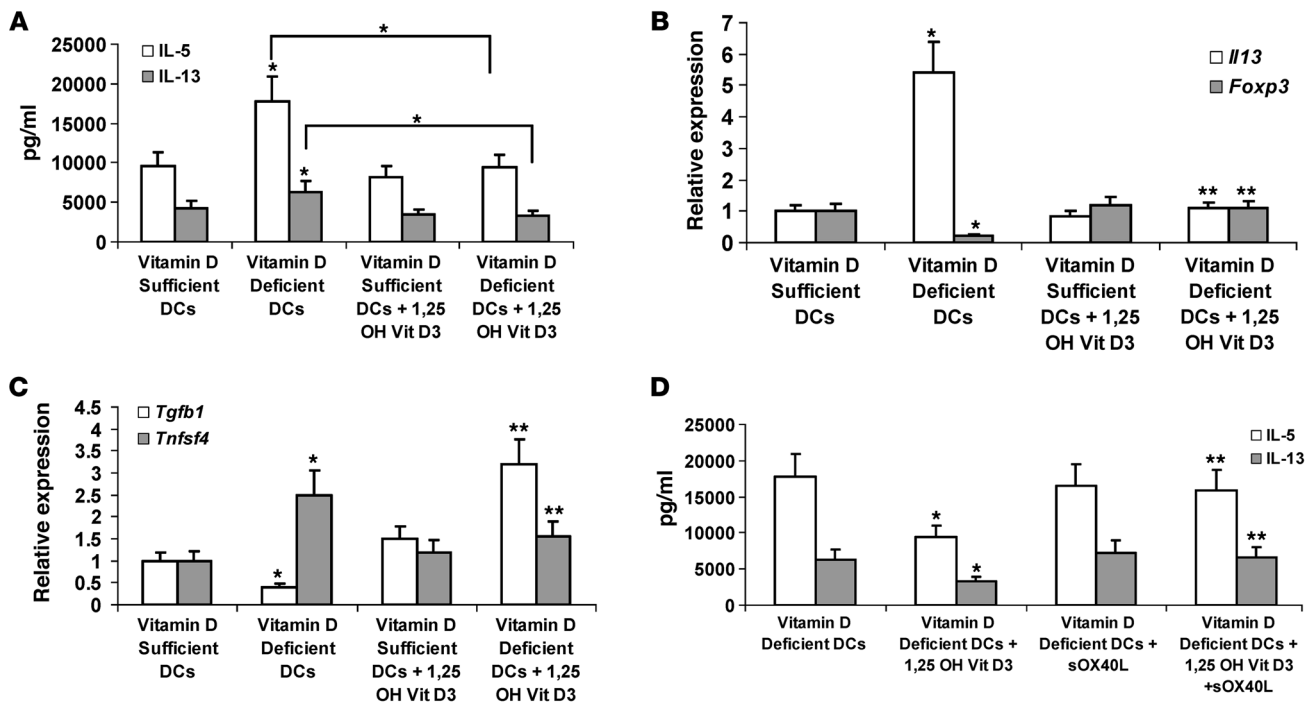 A
IL-5
IL-13
pg/ml
25000
20000
15000
10000
5000
0
*
*
*
*
Vitamin D
Sufficient
DCs
Vitamin D
Deficient
DCs
Vitamin D
Sufficient
DCs + 1,25
OH Vit D3
Vitamin D
Deficient
DCs + 1,25
OH Vit D3
B
Il13
Foxp3
Relative expression
7
6
5
4
3
2
1
0
*
*
** **
Vitamin D
Sufficient
DCs
Vitamin D
Deficient
DCs
Vitamin D
Sufficient
DCs + 1,25
OH Vit D3
Vitamin D
Deficient
DCs + 1,25
OH Vit D3
C
Tgfb1
Tnfsf4
Relative expression
4.5
4
3.5
3
2.5
2
1.5
1
0.5
0
*
*
**
**
Vitamin D
Sufficient
DCs
Vitamin D
Deficient
DCs
Vitamin D
Sufficient
DCs + 1,25
OH Vit D3
Vitamin D
Deficient
DCs + 1,25
OH Vit D3
D
IL-5
IL-13
pg/ml
25000
20000
15000
10000
5000
0
*
*
**
**
Vitamin D
Deficient DCs
Vitamin D
Deficient DCs +
1,25 OH Vit D3
Vitamin D
Deficient DCs +
sOX40L
Vitamin D
Deficient DCs +
1,25 OH Vit D3
+sOX40L